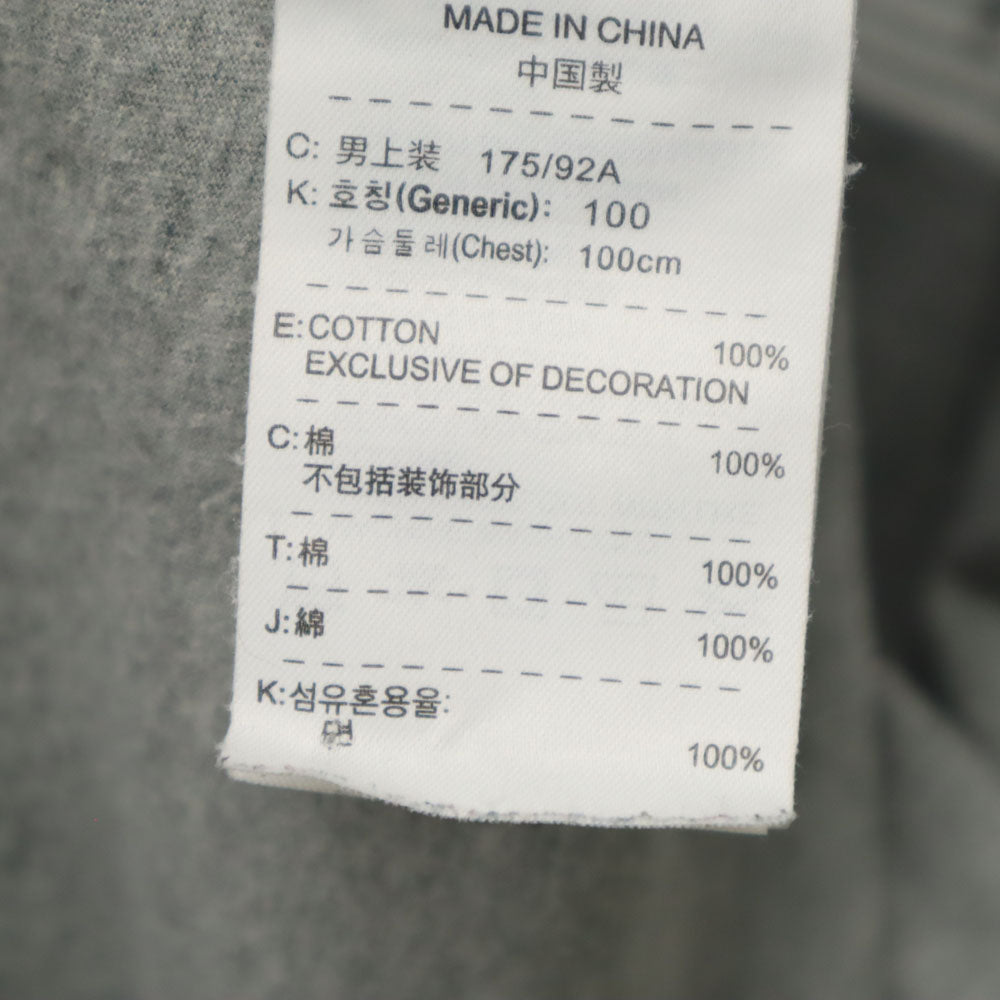 MADE IN CHINA
中国製
C: 男上装 175/92A
K: 호칭(Generic): 100
가슴둘레(Chest): 100cm
E: COTTON 100%
EXCLUSIVE OF DECORATION
C: 棉 100%
不包括装饰部分
T: 棉 100%
J: 綿 100%
K: 섬유혼용율:
면 100%